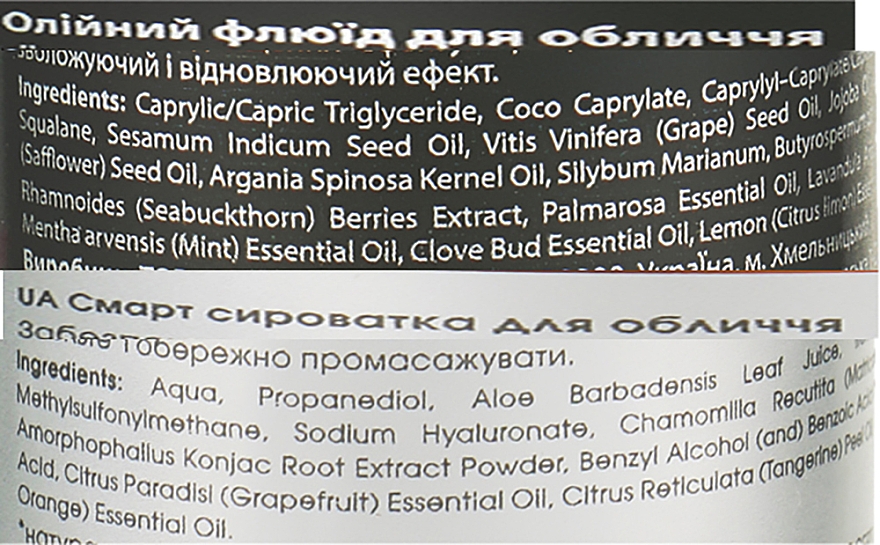 Олійний флюїд для обличчя
зволожуючий і відновлюючий ефект.
Ingredients: Caprylic/Capric Triglyceride, Coco Caprylate, Caprylyl-Caprylate/
Squalane, Sesamum Indicum Seed Oil, Vitis Vinifera (Grape) Seed Oil, Jojoba
(Safflower) Seed Oil, Argania Spinosa Kernel Oil, Silybum Marianum, Butyrospermum
Rhamnoides (Seabuckthorn) Berries Extract, Palmarosa Essential Oil, Lavandula
Mentha arvensis (Mint) Essential Oil, Clove Bud Essential Oil, Lemon (Citrus limon)
Україна, м. Хмельницький
UA Смарт сироватка для обличчя
обережно промасажувати.
Ingredients: Aqua, Propanediol, Aloe Barbadensis Leaf Juice,
Methylsulfonylmethane, Sodium Hyaluronate, Chamomilla Recutita
Amorphophallus Konjac Root Extract Powder, Benzyl Alcohol (and) Benzoic Acid
Acid, Citrus Paradisi (Grapefruit) Essential Oil, Citrus Reticulata (Tangerine) Peel
Orange) Essential Oil.